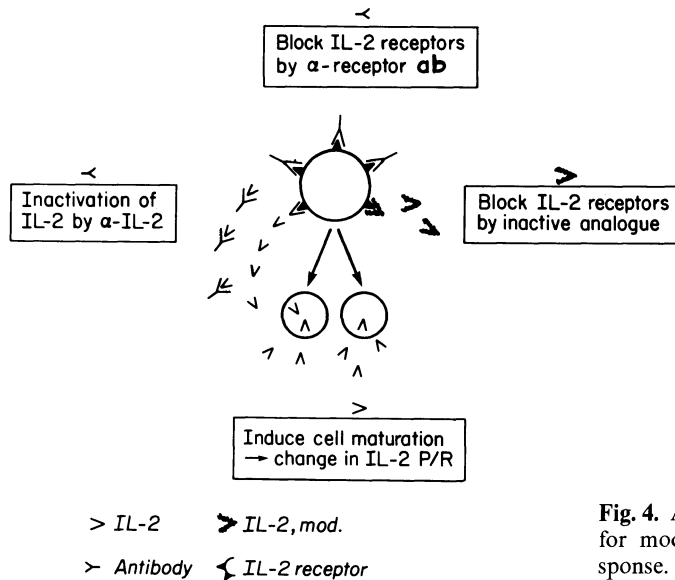 Block IL-2 receptors
by α-receptor ab
Inactivation of
IL-2 by α-IL-2
Block IL-2 receptors
by inactive analogue
Induce cell maturation
→ change in IL-2 P/R
> IL-2
IL-2, mod.
Antibody
IL-2 receptor
Fig. 4. A
for mod
sponse.